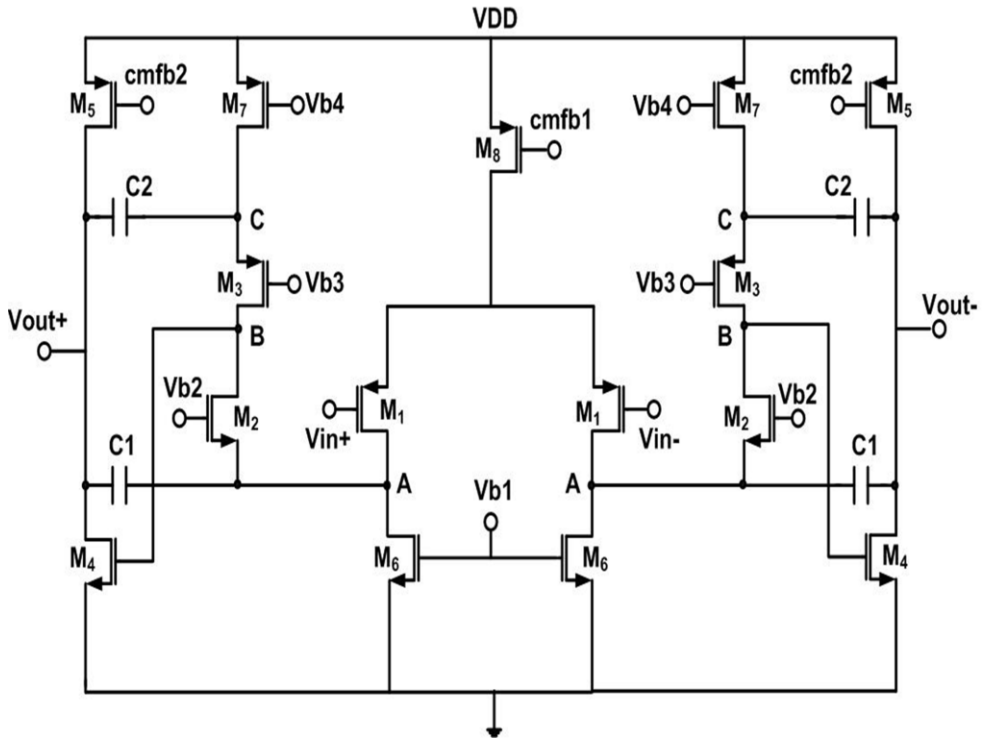 VDD
cmfb2
cmfb2
M5
M7
Vb4
Vb4
M7
M5
cmfb1
M8
C2
C2
C
C
M3
Vb3
Vb3
M3
Vout+
Vout-
B
B
Vb2
M2
M1
M1
Vb2
M2
Vin+
Vin-
C1
C1
A
Vb1
A
M4
M6
M6
M4